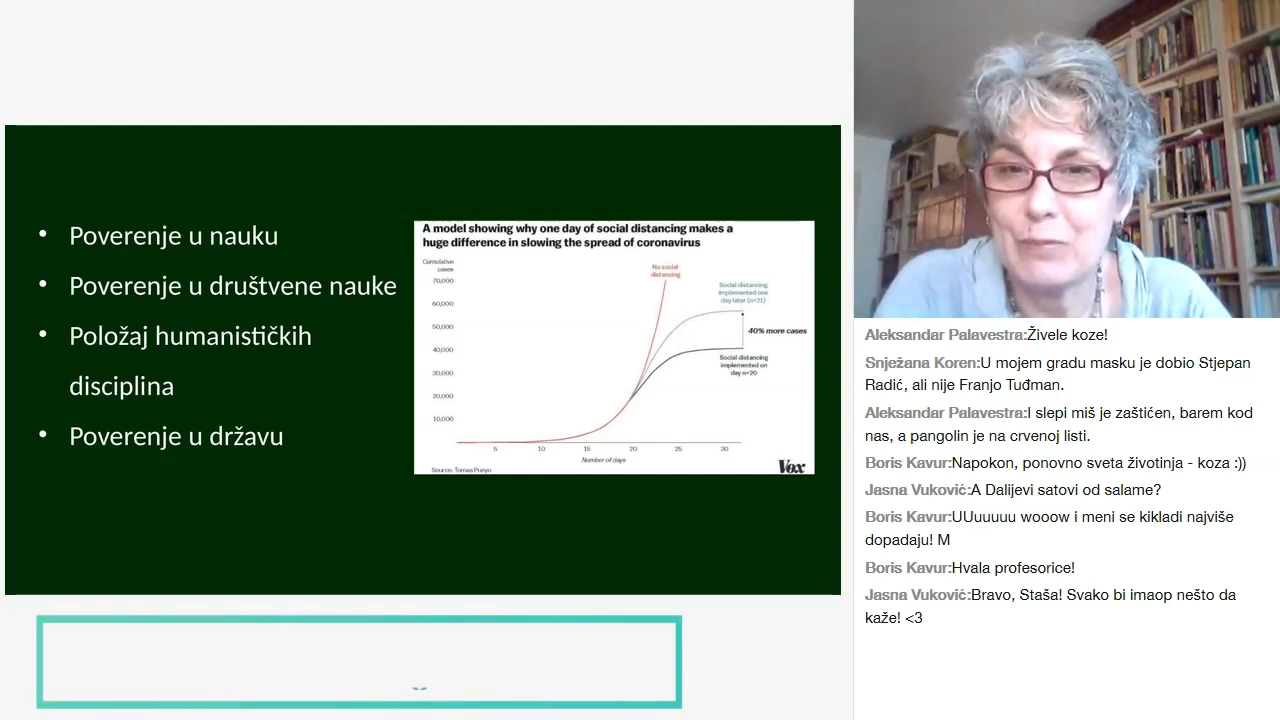 Poverenje u nauku
Poverenje u društvene nauke
Položaj humanističkih
disciplina
Poverenje u državu
A model showing why one day of social distancing makes a
huge difference in slowing the spread of coronavirus
Cumulative
cases
70,000
60,000
50,000
40,000
30,000
20,000
10,000
No social
distancing
Social distancing
implemented one
day later (n=21)
40% more cases
Social distancing
implemented on
day n=20
5 10 15 20 25 30
Number of days
Source: Tomas Pueyo
Vox
Aleksandar Palavestra:Živele koze!
Snježana Koren:U mojem gradu masku je dobio Stjepan
Radić, ali nije Franjo Tuđman.
Aleksandar Palavestra:I slepi miš je zaštićen, barem kod
nas, a pangolin je na crvenoj listi.
Boris Kavur:Napokon, ponovno sveta životinja - koza :))
Jasna Vuković:A Dalijevi satovi od salame?
Boris Kavur:UUuuuuu wooow i meni se kikladi najviše
dopadaju! M
Boris Kavur:Hvala profesorice!
Jasna Vuković:Bravo, Staša! Svako bi imaop nešto da
kaže! <3